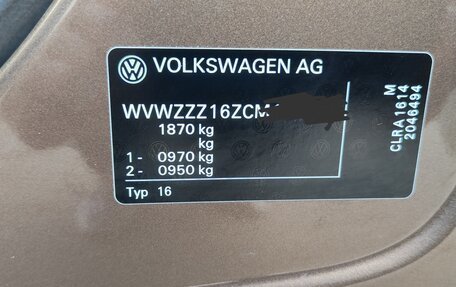 VOLKSWAGEN AG
WVWZZZ16ZCM
1870 kg
kg
1 - 0970 kg
2 - 0950 kg
Typ 16
CLRA1614 M
2046494